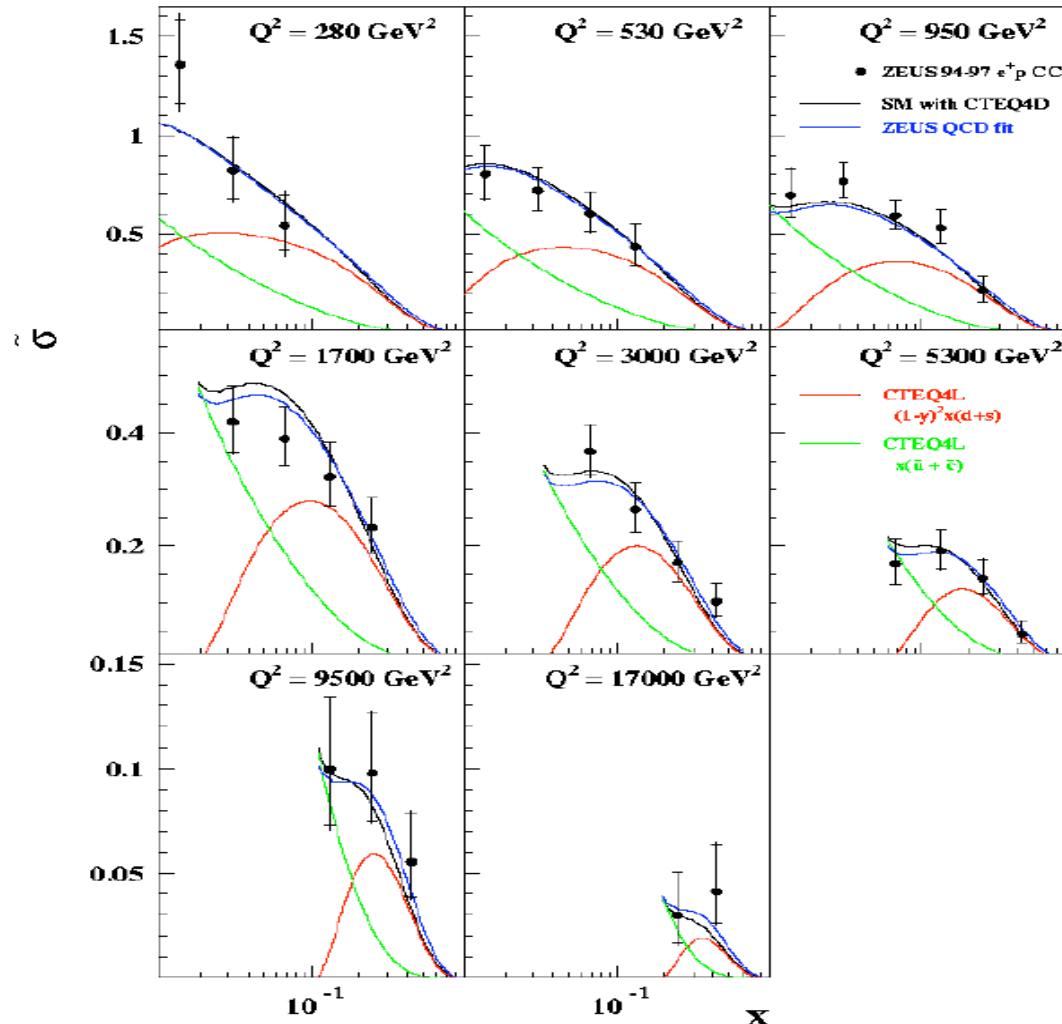 Q² = 280 GeV²
Q² = 530 GeV²
Q² = 950 GeV²
1.5
1
0.5
ZEUS 94-97 e⁺p CC
SM with CTEQ4D
ZEUS QCD fit
σ̃
Q² = 1700 GeV²
Q² = 3000 GeV²
Q² = 5300 GeV²
0.4
0.2
CTEQ4L
(1-y)²x(d+s)
CTEQ4L
x(ū + c̄)
Q² = 9500 GeV²
Q² = 17000 GeV²
0.15
0.1
0.05
10⁻¹
10⁻¹
x